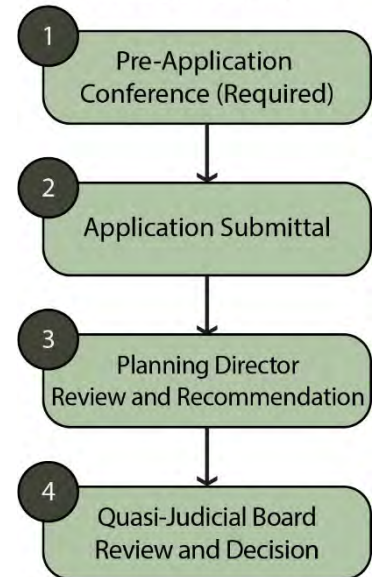 1
Pre-Application
Conference (Required)
2
Application Submittal
3
Planning Director
Review and Recommendation
4
Quasi-Judicial Board
Review and Decision